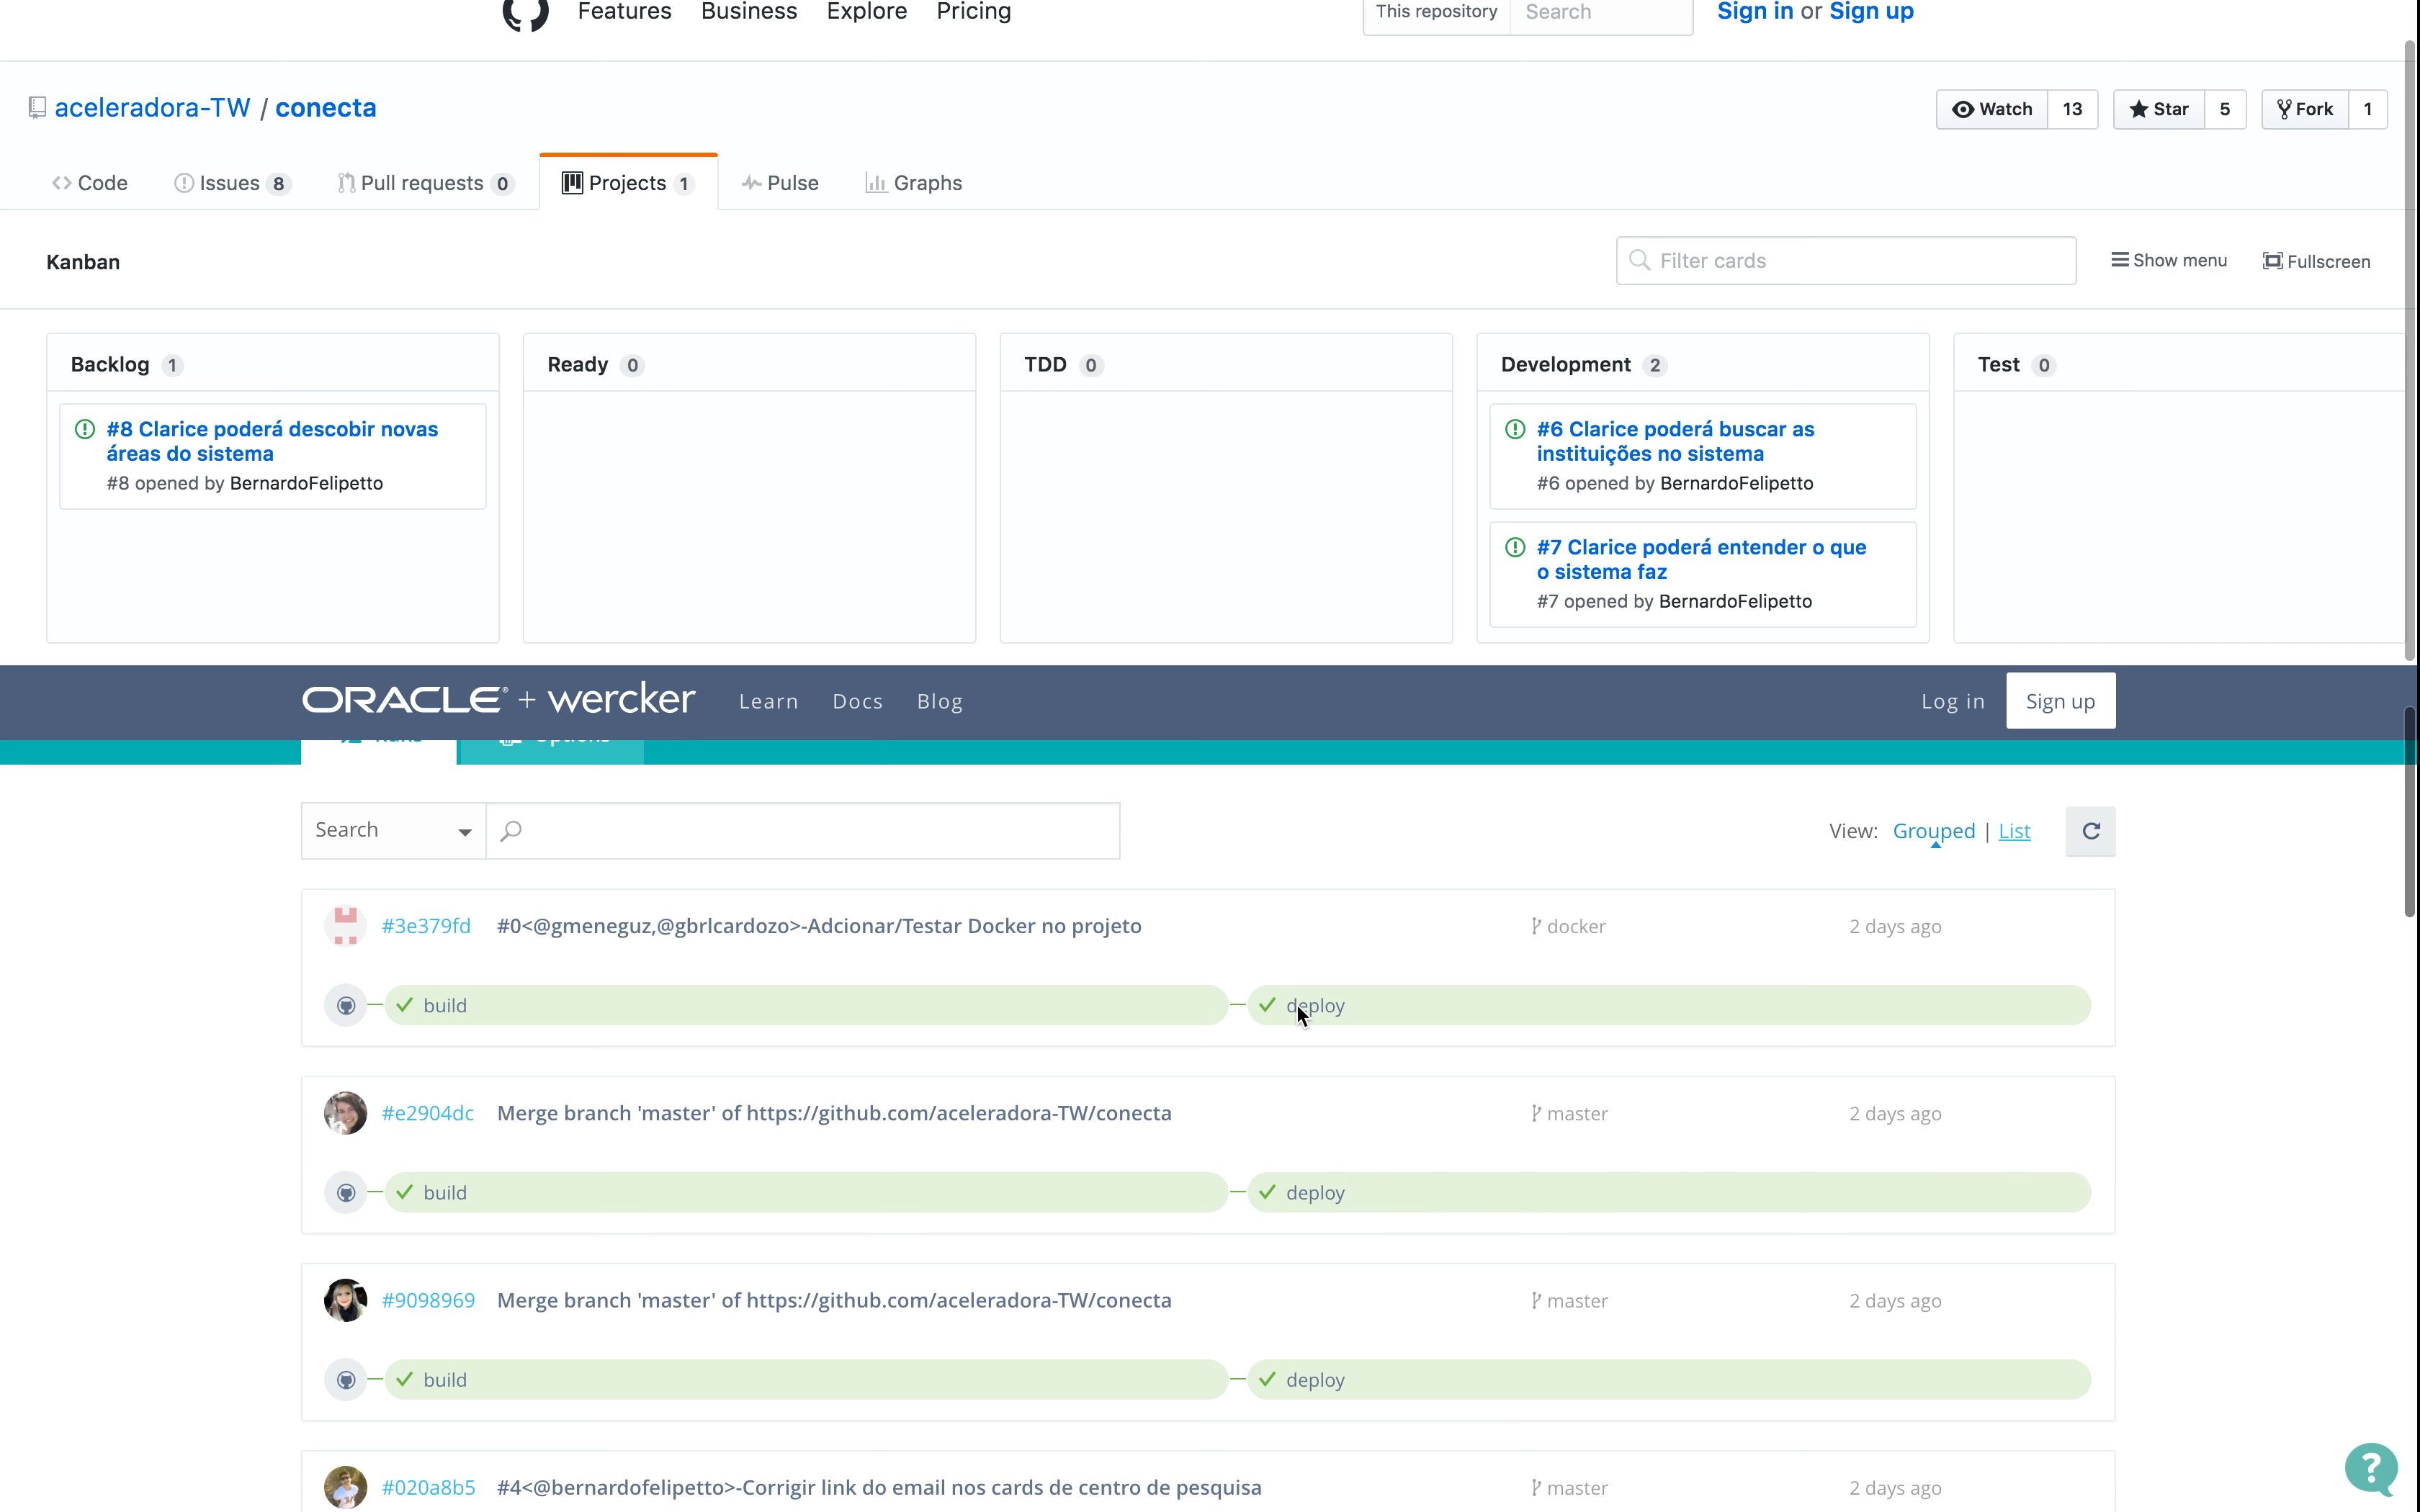 Features Business Explore Pricing This repository Search Sign in or Sign up
aceleradora-TW / conecta Watch 13 Star 5 Fork 1
Code Issues 8 Pull requests 0 Projects 1 Pulse Graphs
Kanban Filter cards Show menu Fullscreen
Backlog 1 Ready 0 TDD 0 Development 2 Test 0
#8 Clarice poderá descobir novas
áreas do sistema
#8 opened by BernardoFelipetto
#6 Clarice poderá buscar as
instituições no sistema
#6 opened by BernardoFelipetto
#7 Clarice poderá entender o que
o sistema faz
#7 opened by BernardoFelipetto
ORACLE® + wercker Learn Docs Blog Log in Sign up
Options
Search View: Grouped | List
#3e379fd #0<@gmeneguz,@gbrlcardozo>-Adcionar/Testar Docker no projeto docker 2 days ago
build deploy
#e2904dc Merge branch 'master' of https://github.com/aceleradora-TW/conecta master 2 days ago
build deploy
#9098969 Merge branch 'master' of https://github.com/aceleradora-TW/conecta master 2 days ago
build deploy
#020a8b5 #4<@bernardofelipetto>-Corrigir link do email nos cards de centro de pesquisa master 2 days ago
?